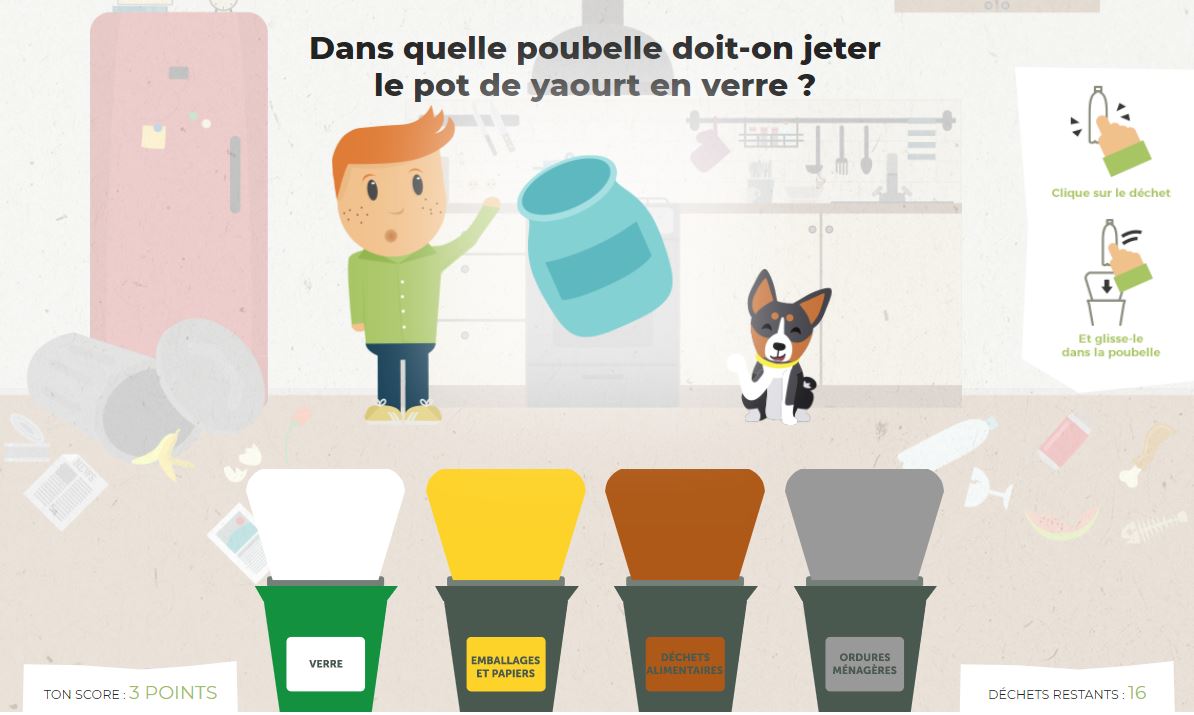 Dans quelle poubelle doit-on jeter
le pot de yaourt en verre ?
Clique sur le déchet
Et glisse-le
dans la poubelle
NEWS
VERRE
EMBALLAGES
ET PAPIERS
DÉCHETS
ALIMENTAIRES
ORDURES
MÉNAGÈRES
TON SCORE : 3 POINTS
DÉCHETS RESTANTS : 16